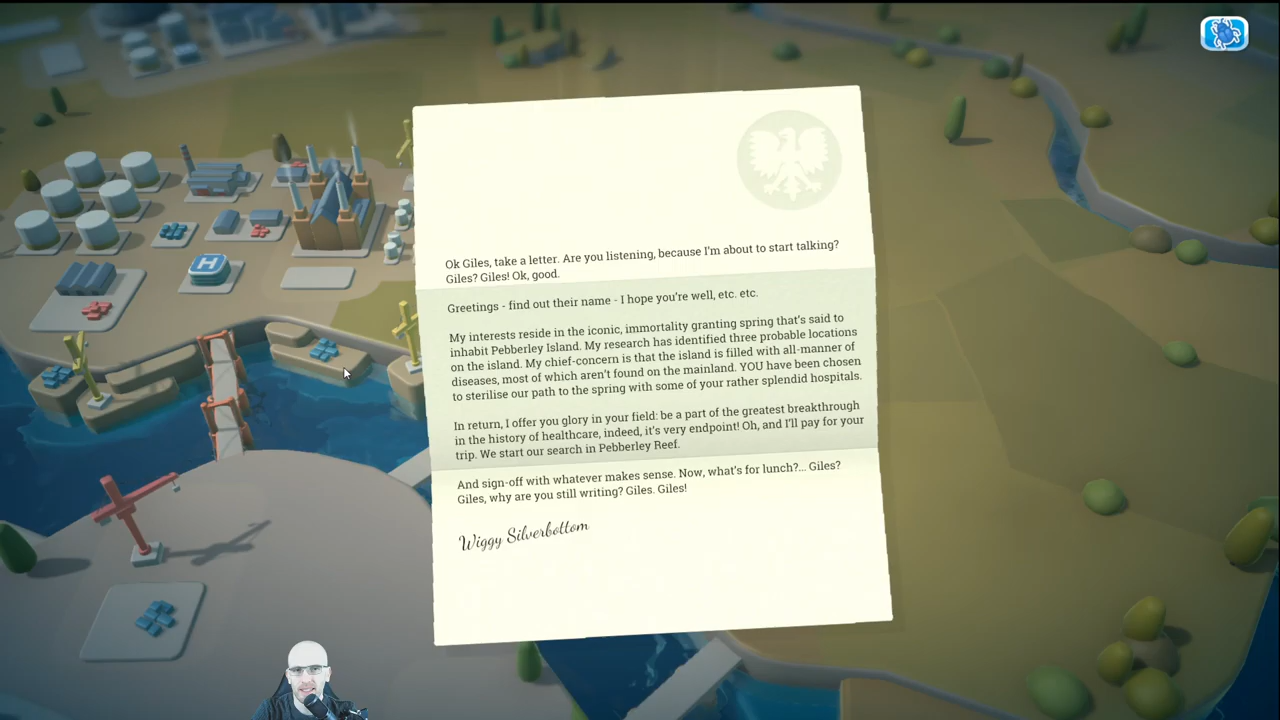 Ok Giles, take a letter. Are you listening, because I'm about to start talking?
Giles? Giles! Ok, good.
Greetings - find out their name - I hope you're well, etc. etc.
My interests reside in the iconic, immortality granting spring that's said to
inhabit Pebberley Island. My research has identified three probable locations
on the island. My chief-concern is that the island is filled with all-manner of
diseases, most of which aren't found on the mainland. YOU have been chosen
to sterilise our path to the spring with some of your rather splendid hospitals.
In return, I offer you glory in your field: be a part of the greatest breakthrough
in the history of healthcare, indeed, it's very endpoint! Oh, and I'll pay for your
trip. We start our search in Pebberley Reef.
And sign-off with whatever makes sense. Now, what's for lunch?... Giles?
Giles, why are you still writing? Giles. Giles!
Wiggy Silverbottom
H